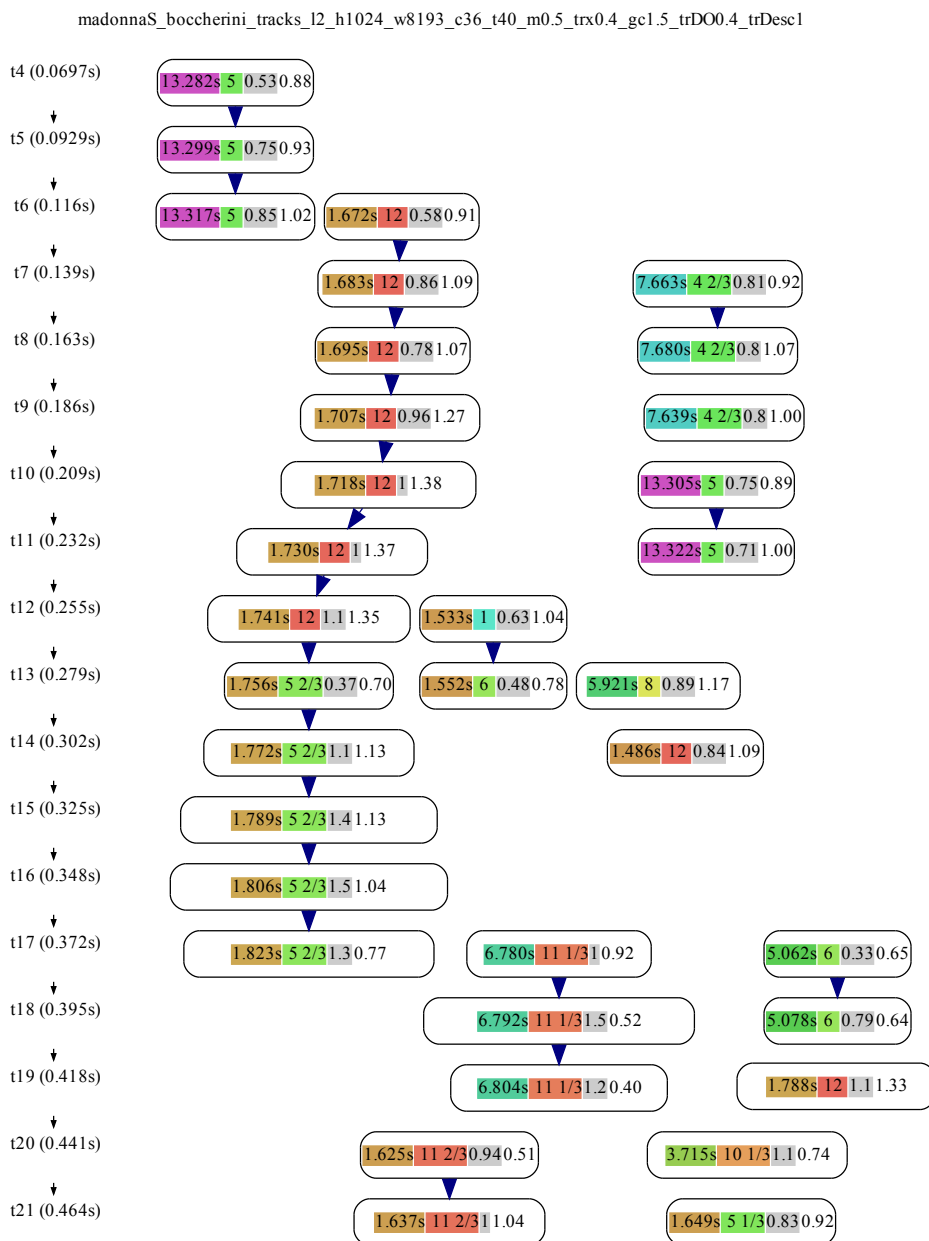 madonnaS_boccherini_tracks_l2_h1024_w8193_c36_t40_m0.5_trx0.4_gc1.5_trDO0.4_trDesc1
t4 (0.0697s) 13.282s 5 0.53 0.88
t5 (0.0929s) 13.299s 5 0.75 0.93
t6 (0.116s) 13.317s 5 0.85 1.02 1.672s 12 0.58 0.91
t7 (0.139s) 1.683s 12 0.86 1.09 7.663s 4 2/3 0.81 0.92
t8 (0.163s) 1.695s 12 0.78 1.07 7.680s 4 2/3 0.8 1.07
t9 (0.186s) 1.707s 12 0.96 1.27 7.639s 4 2/3 0.8 1.00
t10 (0.209s) 1.718s 12 1 1.38 13.305s 5 0.75 0.89
t11 (0.232s) 1.730s 12 1 1.37 13.322s 5 0.71 1.00
t12 (0.255s) 1.741s 12 1.1 1.35 1.533s 1 0.63 1.04
t13 (0.279s) 1.756s 5 2/3 0.37 0.70 1.552s 6 0.48 0.78 5.921s 8 0.89 1.17
t14 (0.302s) 1.772s 5 2/3 1.1 1.13 1.486s 12 0.84 1.09
t15 (0.325s) 1.789s 5 2/3 1.4 1.13
t16 (0.348s) 1.806s 5 2/3 1.5 1.04
t17 (0.372s) 1.823s 5 2/3 1.3 0.77 6.780s 11 1/3 1 0.92 5.062s 6 0.33 0.65
t18 (0.395s) 6.792s 11 1/3 1.5 0.52 5.078s 6 0.79 0.64
t19 (0.418s) 6.804s 11 1/3 1.2 0.40 1.788s 12 1.1 1.33
t20 (0.441s) 1.625s 11 2/3 0.94 0.51 3.715s 10 1/3 1.1 0.74
t21 (0.464s) 1.637s 11 2/3 1 1.04 1.649s 5 1/3 0.83 0.92